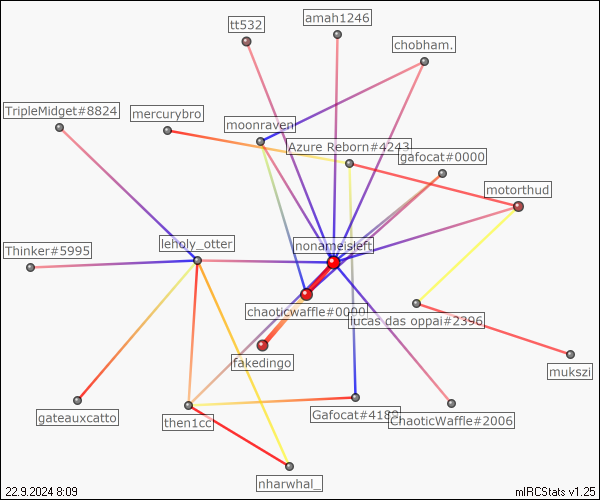 tt532
amah1246
chobham.
TripleMidget#8824
mercurybro
moonraven
Azure Reborn#4243
gafocat#0000
motorthud
leholy_otter
nonameisleft
Thinker#5995
chaoticwaffle#0000
lucas das oppai#2396
fakedingo
mukszi
gateauxcatto
then1cc
Gafocat#4189
ChaoticWaffle#2006
nharwhal_
22.9.2024 8:09
mIRCStats v1.25